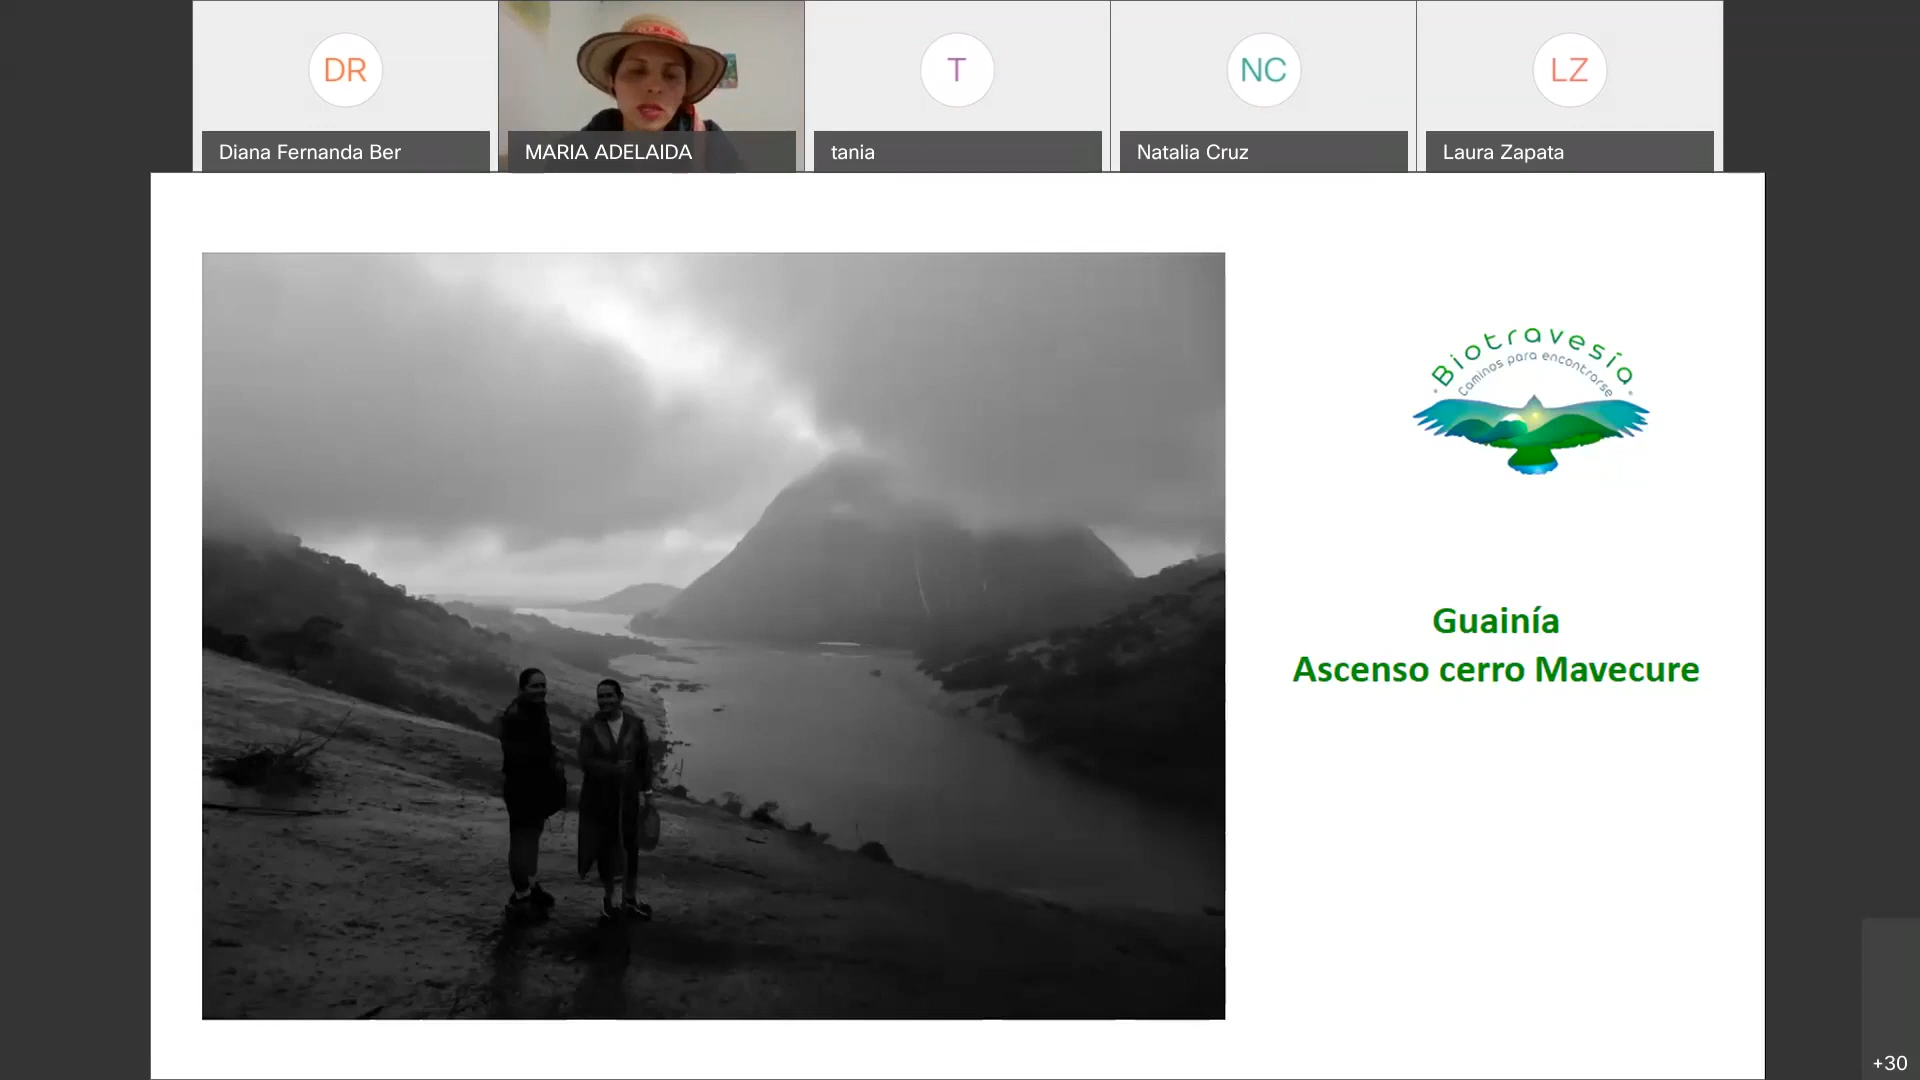 DR
T
NC
LZ
Diana Fernanda Ber
MARIA ADELAIDA
tania
Natalia Cruz
Laura Zapata
Biotravesía
Caminos para encontrarse
Guainía
Ascenso cerro Mavecure
+30